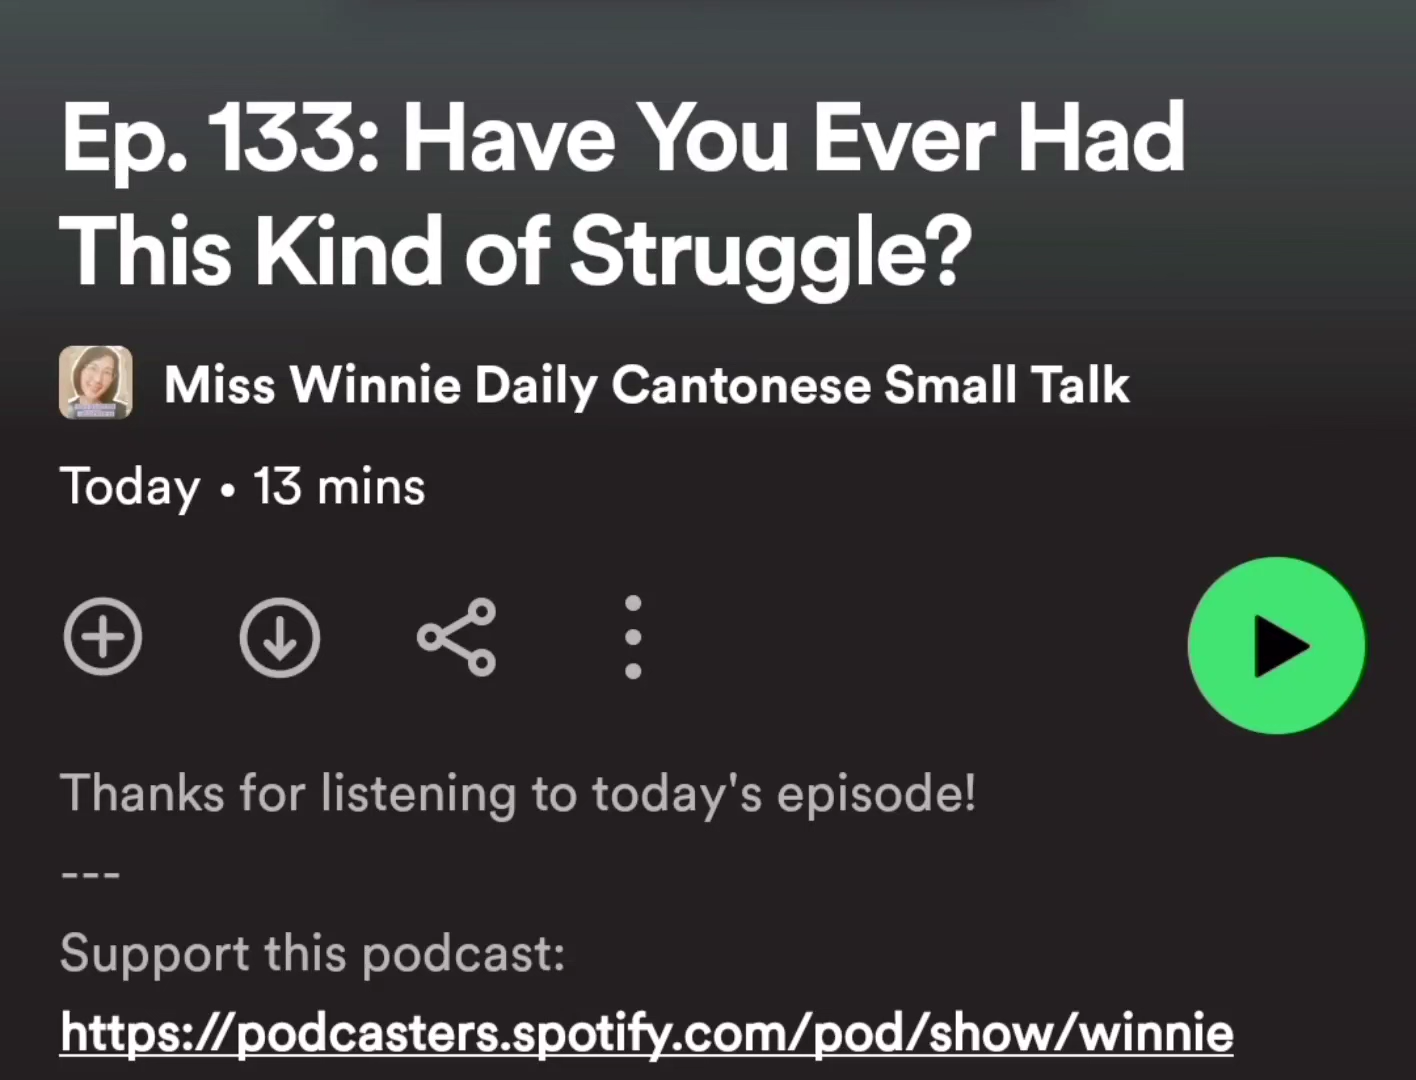 Ep. 133: Have You Ever Had
This Kind of Struggle?
Miss Winnie Daily Cantonese Small Talk
Today • 13 mins
Thanks for listening to today's episode!
---
Support this podcast:
https://podcasters.spotify.com/pod/show/winnie